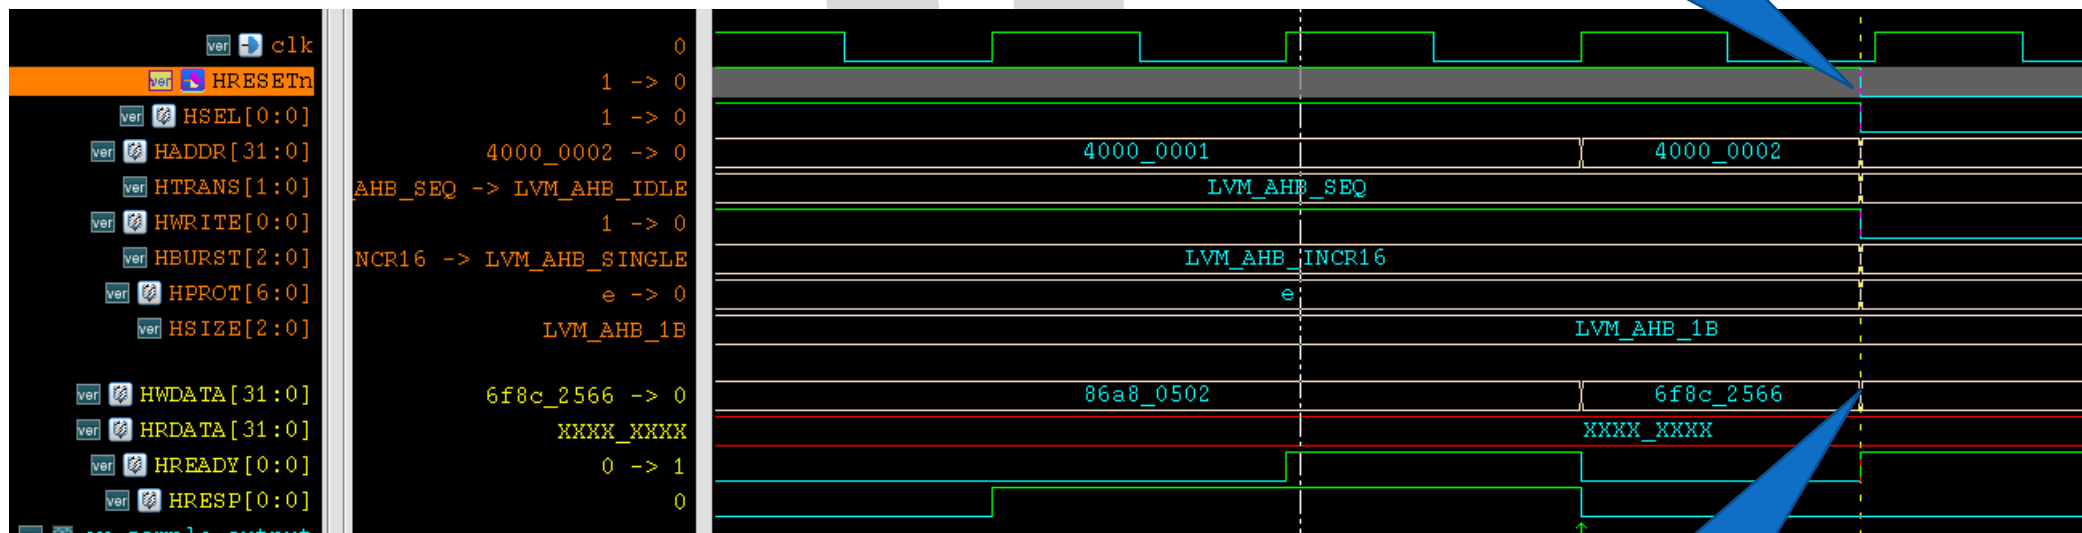 ver clk 0
ver HRESETn 1 -> 0
ver HSEL[0:0] 1 -> 0
ver HADDR[31:0] 4000_0002 -> 0 4000_0001 4000_0002
ver HTRANS[1:0] AHB_SEQ -> LVM_AHB_IDLE LVM_AHB_SEQ
ver HWRITE[0:0] 1 -> 0
ver HBURST[2:0] NCR16 -> LVM_AHB_SINGLE LVM_AHB_INCR16
ver HPROT[6:0] e -> 0 e
ver HSIZE[2:0] LVM_AHB_1B LVM_AHB_1B
ver HWDATA[31:0] 6f8c_2566 -> 0 86a8_0502 6f8c_2566
ver HRDATA[31:0] XXXX_XXXX XXXX_XXXX
ver HREADY[0:0] 0 -> 1
ver HRESP[0:0] 0